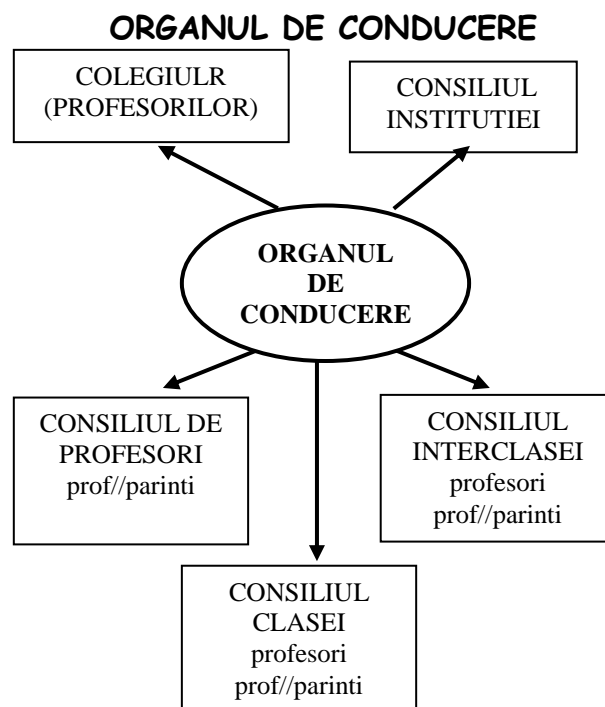 ORGANUL DE CONDUCERE
COLEGIULR
(PROFESORILOR)
CONSILIUL
INSTITUTIEI
ORGANUL
DE
CONDUCERE
CONSILIUL DE
PROFESORI
prof//parinti
CONSILIUL
INTERCLASEI
profesori
prof//parinti
CONSILIUL
CLASEI
profesori
prof//parinti